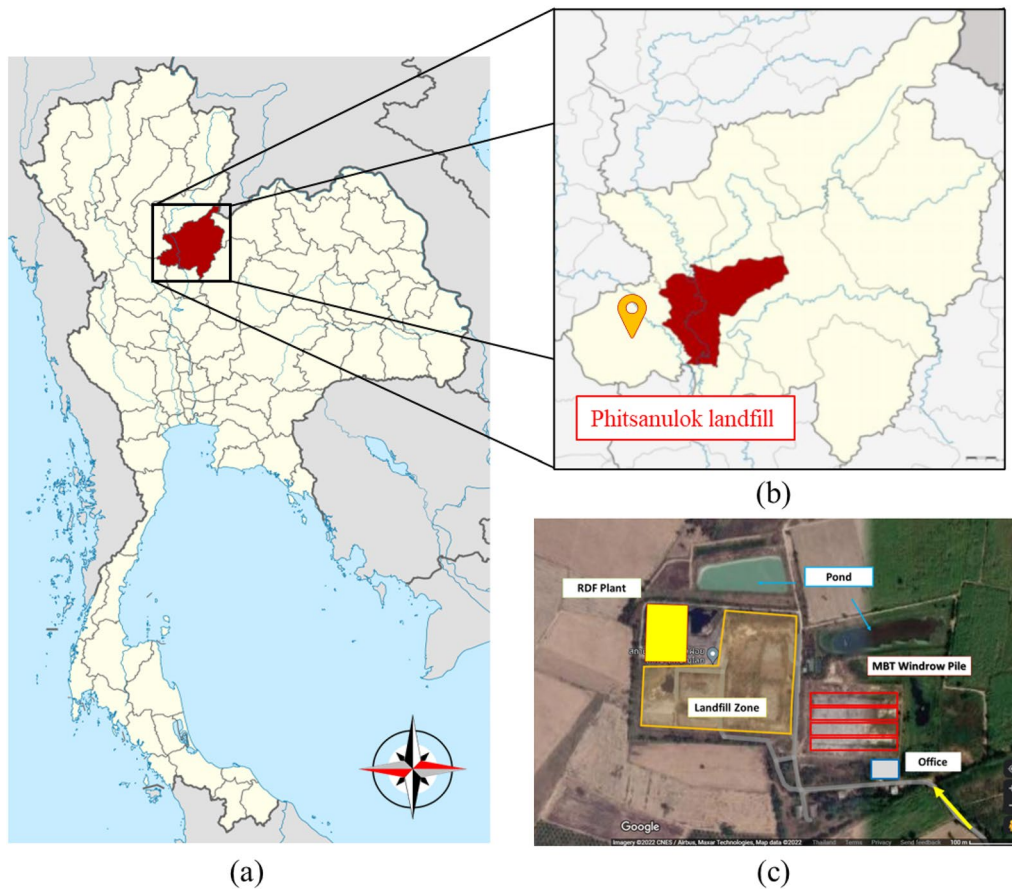 (a)
Phitsanulok landfill
(b)
Pond
RDF Plant
MBT Windrow Pile
Landfill Zone
Office
Google
Imagery ©2022 CNES / Airbus, Maxar Technologies, Map data ©2022
Thailand
Terms
Privacy
Send feedback
100 m
(c)